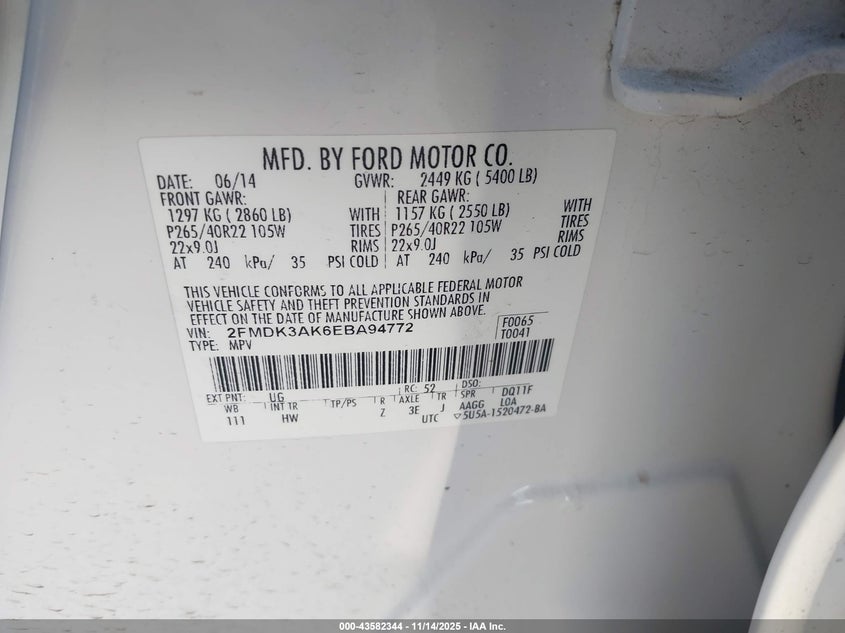 MFD. BY FORD MOTOR CO.
DATE: 06/14 GVWR: 2449 KG ( 5400 LB)
FRONT GAWR: REAR GAWR:
1297 KG ( 2860 LB) WITH 1157 KG ( 2550 LB) WITH
P265/40R22 105W TIRES P265/40R22 105W TIRES
22x9.0J RIMS 22x9.0J RIMS
AT 240 kPa/ 35 PSI COLD AT 240 kPa/ 35 PSI COLD
THIS VEHICLE CONFORMS TO ALL APPLICABLE FEDERAL MOTOR
VEHICLE SAFETY AND THEFT PREVENTION STANDARDS IN
EFFECT ON THE DATE OF MANUFACTURE SHOWN ABOVE.
VIN: 2FMDK3AK6EBA94772 F0065
TYPE: MPV T0041
EXT PNT: UG RC: 52 DSO:
WB INT TR TP/PS R AXLE TR SPR DQ11F
111 HW Z 3E J AAGG LOA
UTC ▽5U5A-1520472-BA
000-43582344 | 11/14/2025 - IAA Inc.